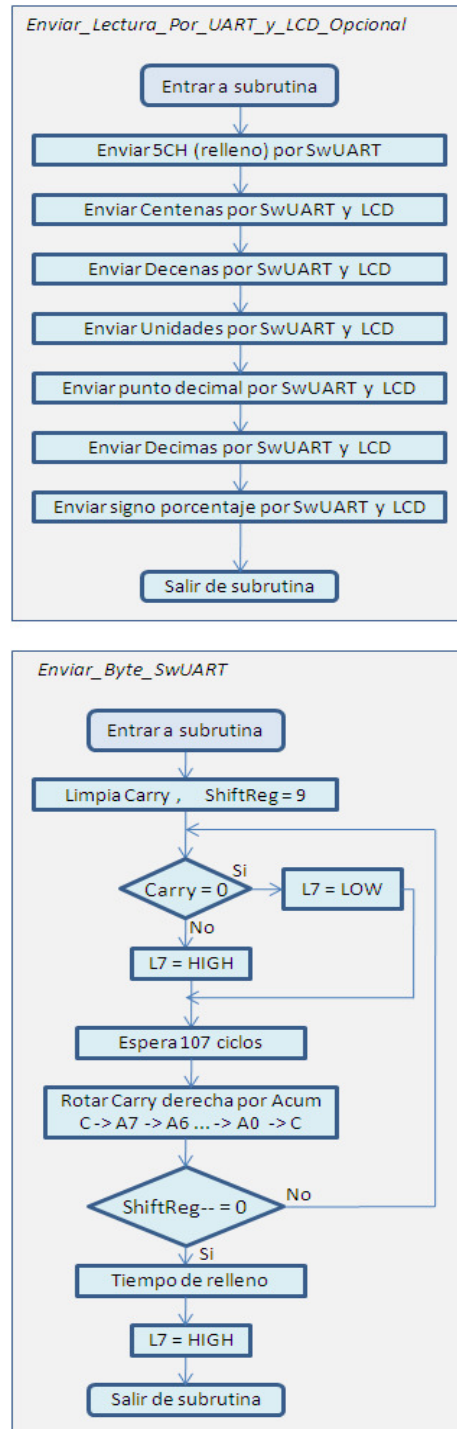 Enviar_Lectura_Por_UART_y_LCD_Opcional
Entrar a subrutina
Enviar 5CH (relleno) por SwUART
Enviar Centenas por SwUART y LCD
Enviar Decenas por SwUART y LCD
Enviar Unidades por SwUART y LCD
Enviar punto decimal por SwUART y LCD
Enviar Decimas por SwUART y LCD
Enviar signo porcentaje por SwUART y LCD
Salir de subrutina
Enviar_Byte_SwUART
Entrar a subrutina
Limpia Carry , ShiftReg = 9
Carry = 0
Si
L7 = LOW
No
L7 = HIGH
Espera 107 ciclos
Rotar Carry derecha por Acum
C -> A7 -> A6 ... -> A0 -> C
ShiftReg-- = 0
No
Si
Tiempo de relleno
L7 = HIGH
Salir de subrutina